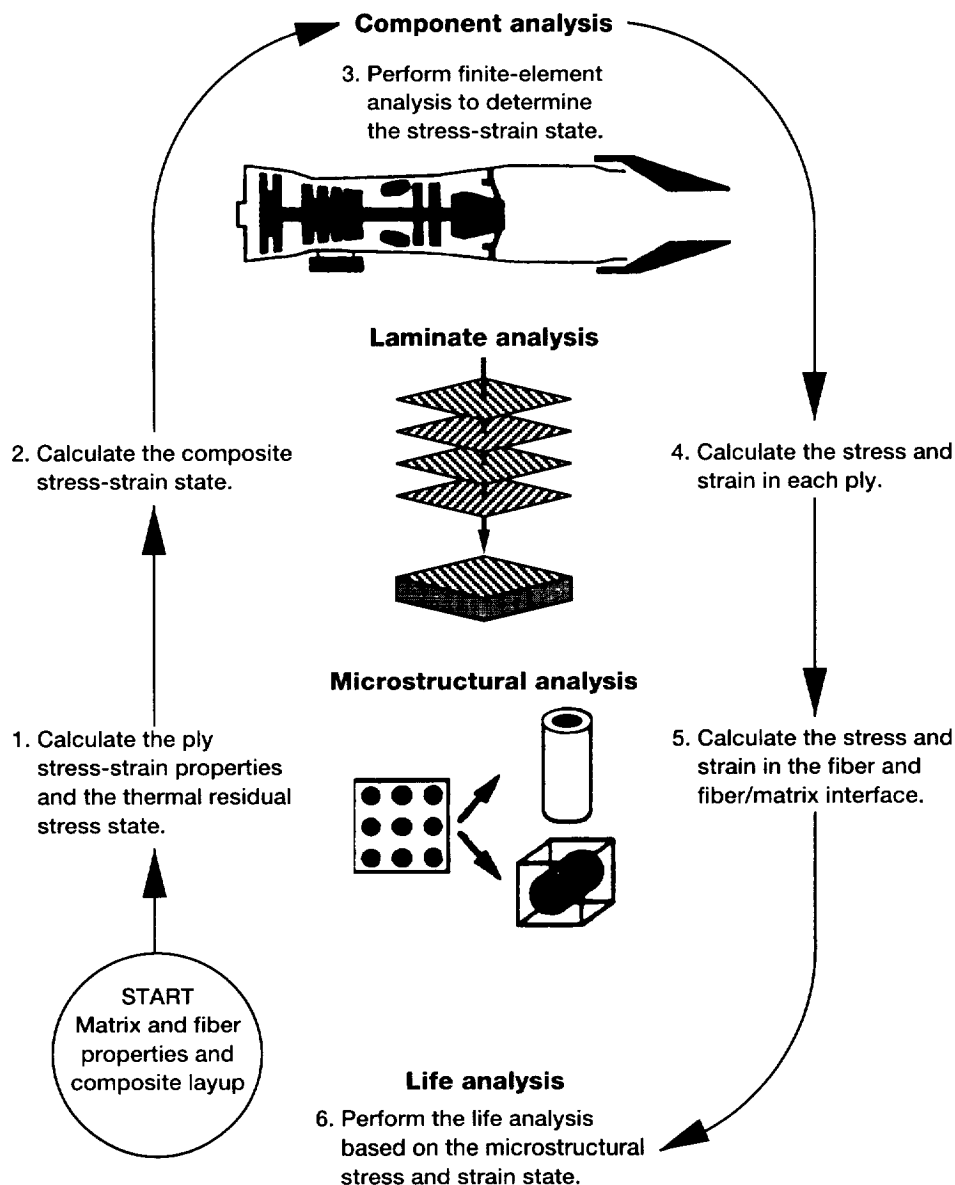 Component analysis
3. Perform finite-element
analysis to determine
the stress-strain state.
Laminate analysis
2. Calculate the composite
stress-strain state.
4. Calculate the stress and
strain in each ply.
Microstructural analysis
1. Calculate the ply
stress-strain properties
and the thermal residual
stress state.
5. Calculate the stress and
strain in the fiber and
fiber/matrix interface.
START
Matrix and fiber
properties and
composite layup
Life analysis
6. Perform the life analysis
based on the microstructural
stress and strain state.